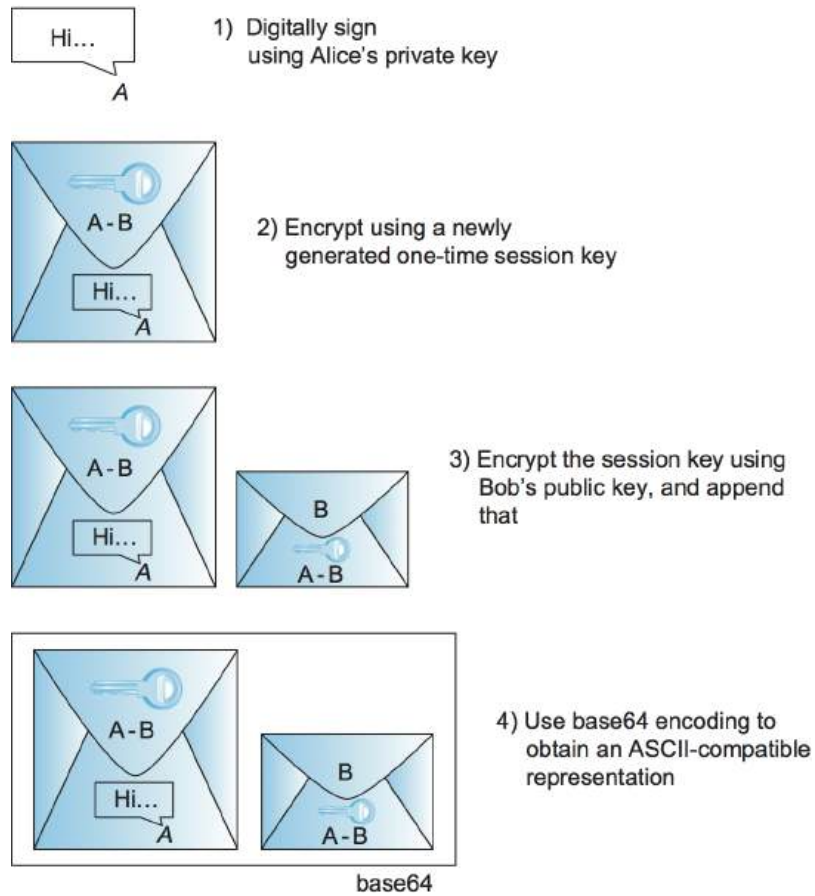 Hi...
A
1) Digitally sign
using Alice's private key
A-B
Hi...
A
2) Encrypt using a newly
generated one-time session key
A-B
Hi...
A
B
A-B
3) Encrypt the session key using
Bob's public key, and append
that
A-B
Hi...
A
B
A-B
4) Use base64 encoding to
obtain an ASCII-compatible
representation
base64